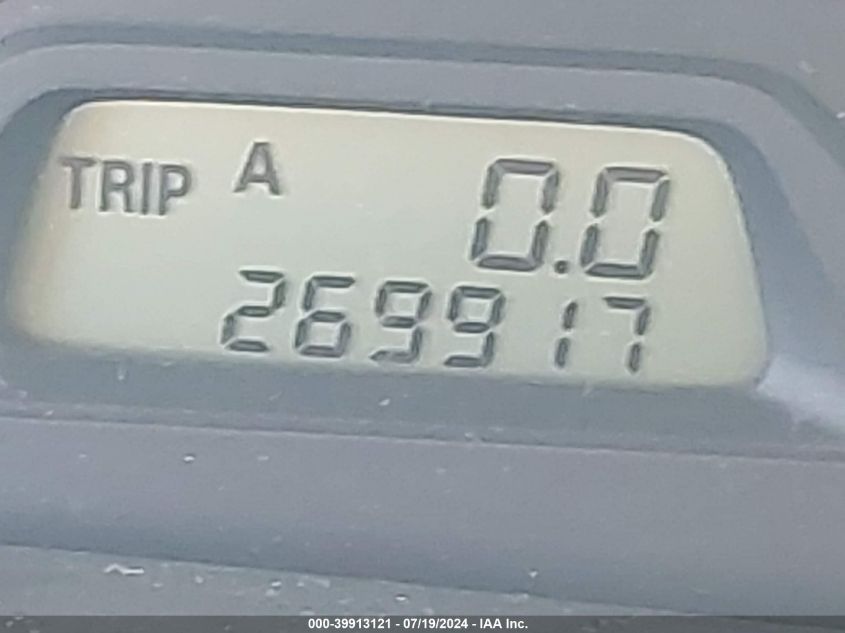 TRIP A 0.0
269917
000-39913121 - 07/19/2024 - IAA Inc.